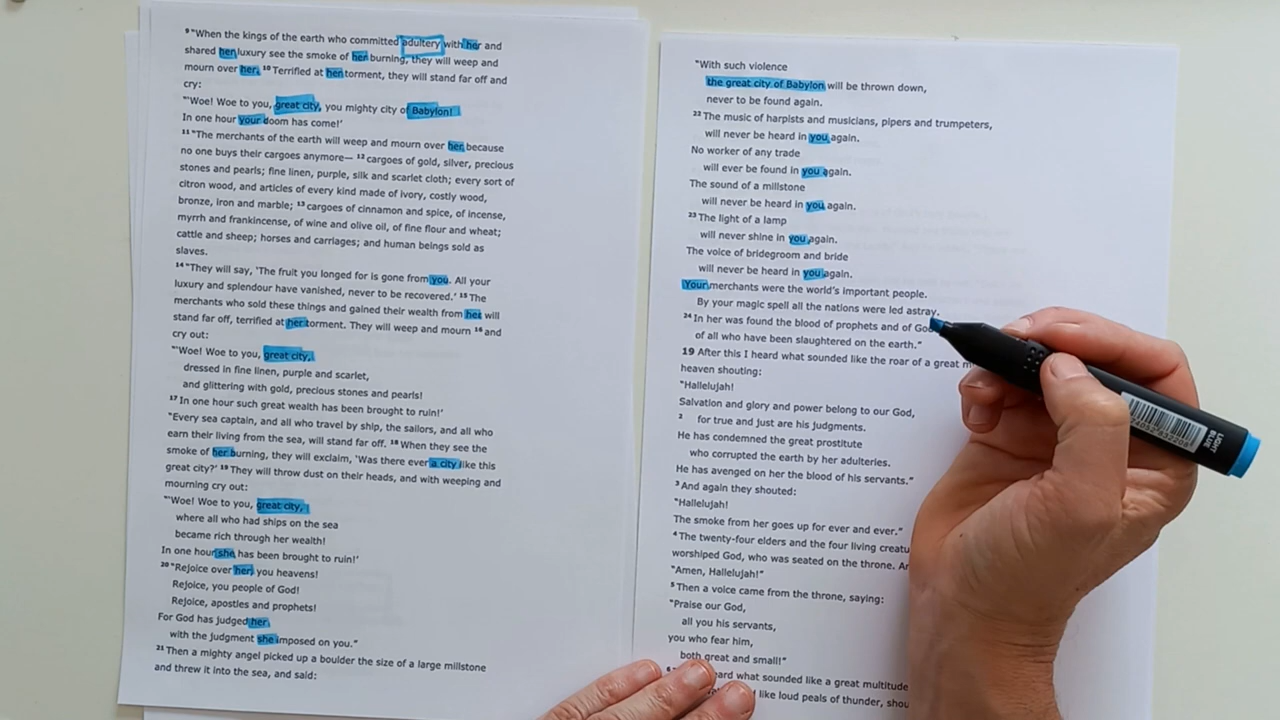 9 "When the kings of the earth who committed adultery with her and
shared her luxury see the smoke of her burning, they will weep and
mourn over her. 10 Terrified at her torment, they will stand far off and
cry:
"'Woe! Woe to you, great city, you mighty city of Babylon!
In one hour your doom has come!'
11 "The merchants of the earth will weep and mourn over her because
no one buys their cargoes anymore— 12 cargoes of gold, silver, precious
stones and pearls; fine linen, purple, silk and scarlet cloth; every sort of
citron wood, and articles of every kind made of ivory, costly wood,
bronze, iron and marble; 13 cargoes of cinnamon and spice, of incense,
myrrh and frankincense, of wine and olive oil, of fine flour and wheat;
cattle and sheep; horses and carriages; and human beings sold as
slaves.
14 "They will say, 'The fruit you longed for is gone from you. All your
luxury and splendour have vanished, never to be recovered.' 15 The
merchants who sold these things and gained their wealth from her will
stand far off, terrified at her torment. They will weep and mourn 16 and
cry out:
"'Woe! Woe to you, great city,
dressed in fine linen, purple and scarlet,
and glittering with gold, precious stones and pearls!
17 In one hour such great wealth has been brought to ruin!'
"Every sea captain, and all who travel by ship, the sailors, and all who
earn their living from the sea, will stand far off. 18 When they see the
smoke of her burning, they will exclaim, 'Was there ever a city like this
great city?' 19 They will throw dust on their heads, and with weeping and
mourning cry out:
"'Woe! Woe to you, great city,
where all who had ships on the sea
became rich through her wealth!
In one hour she has been brought to ruin!'
20 "Rejoice over her, you heavens!
Rejoice, you people of God!
Rejoice, apostles and prophets!
For God has judged her
with the judgment she imposed on you."
21 Then a mighty angel picked up a boulder the size of a large millstone
and threw it into the sea, and said:
"With such violence
the great city of Babylon will be thrown down,
never to be found again.
22 The music of harpists and musicians, pipers and trumpeters,
will never be heard in you again.
No worker of any trade
will ever be found in you again.
The sound of a millstone
will never be heard in you again.
23 The light of a lamp
will never shine in you again.
The voice of bridegroom and bride
will never be heard in you again.
Your merchants were the world's important people.
By your magic spell all the nations were led astray.
24 In her was found the blood of prophets and of God
of all who have been slaughtered on the earth."
19 After this I heard what sounded like the roar of a great
heaven shouting:
"Hallelujah!
Salvation and glory and power belong to our God,
2 for true and just are his judgments.
He has condemned the great prostitute
who corrupted the earth by her adulteries.
He has avenged on her the blood of his servants."
3 And again they shouted:
"Hallelujah!
The smoke from her goes up for ever and ever."
4 The twenty-four elders and the four living
worshiped God, who was seated on the throne.
"Amen, Hallelujah!"
5 Then a voice came from the throne, saying:
"Praise our God,
all you his servants,
you who fear him,
both great and small!"
heard what sounded like a great multitude
like loud peals of thunder,
LIGHT BLUE